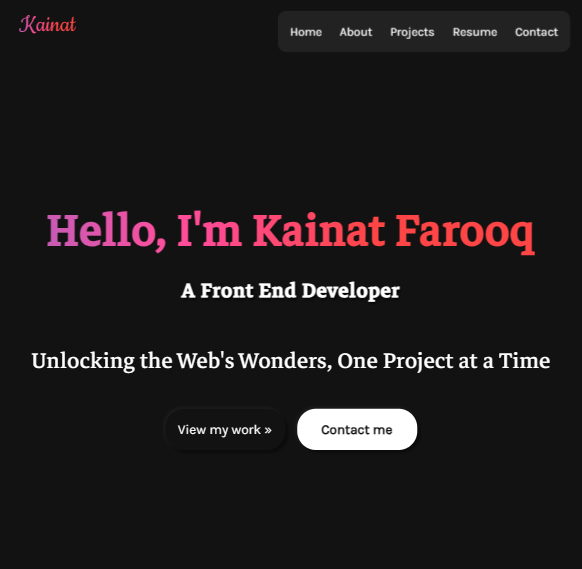 Kainat
Home About Projects Resume Contact
Hello, I'm Kainat Farooq
A Front End Developer
Unlocking the Web's Wonders, One Project at a Time
View my work » Contact me